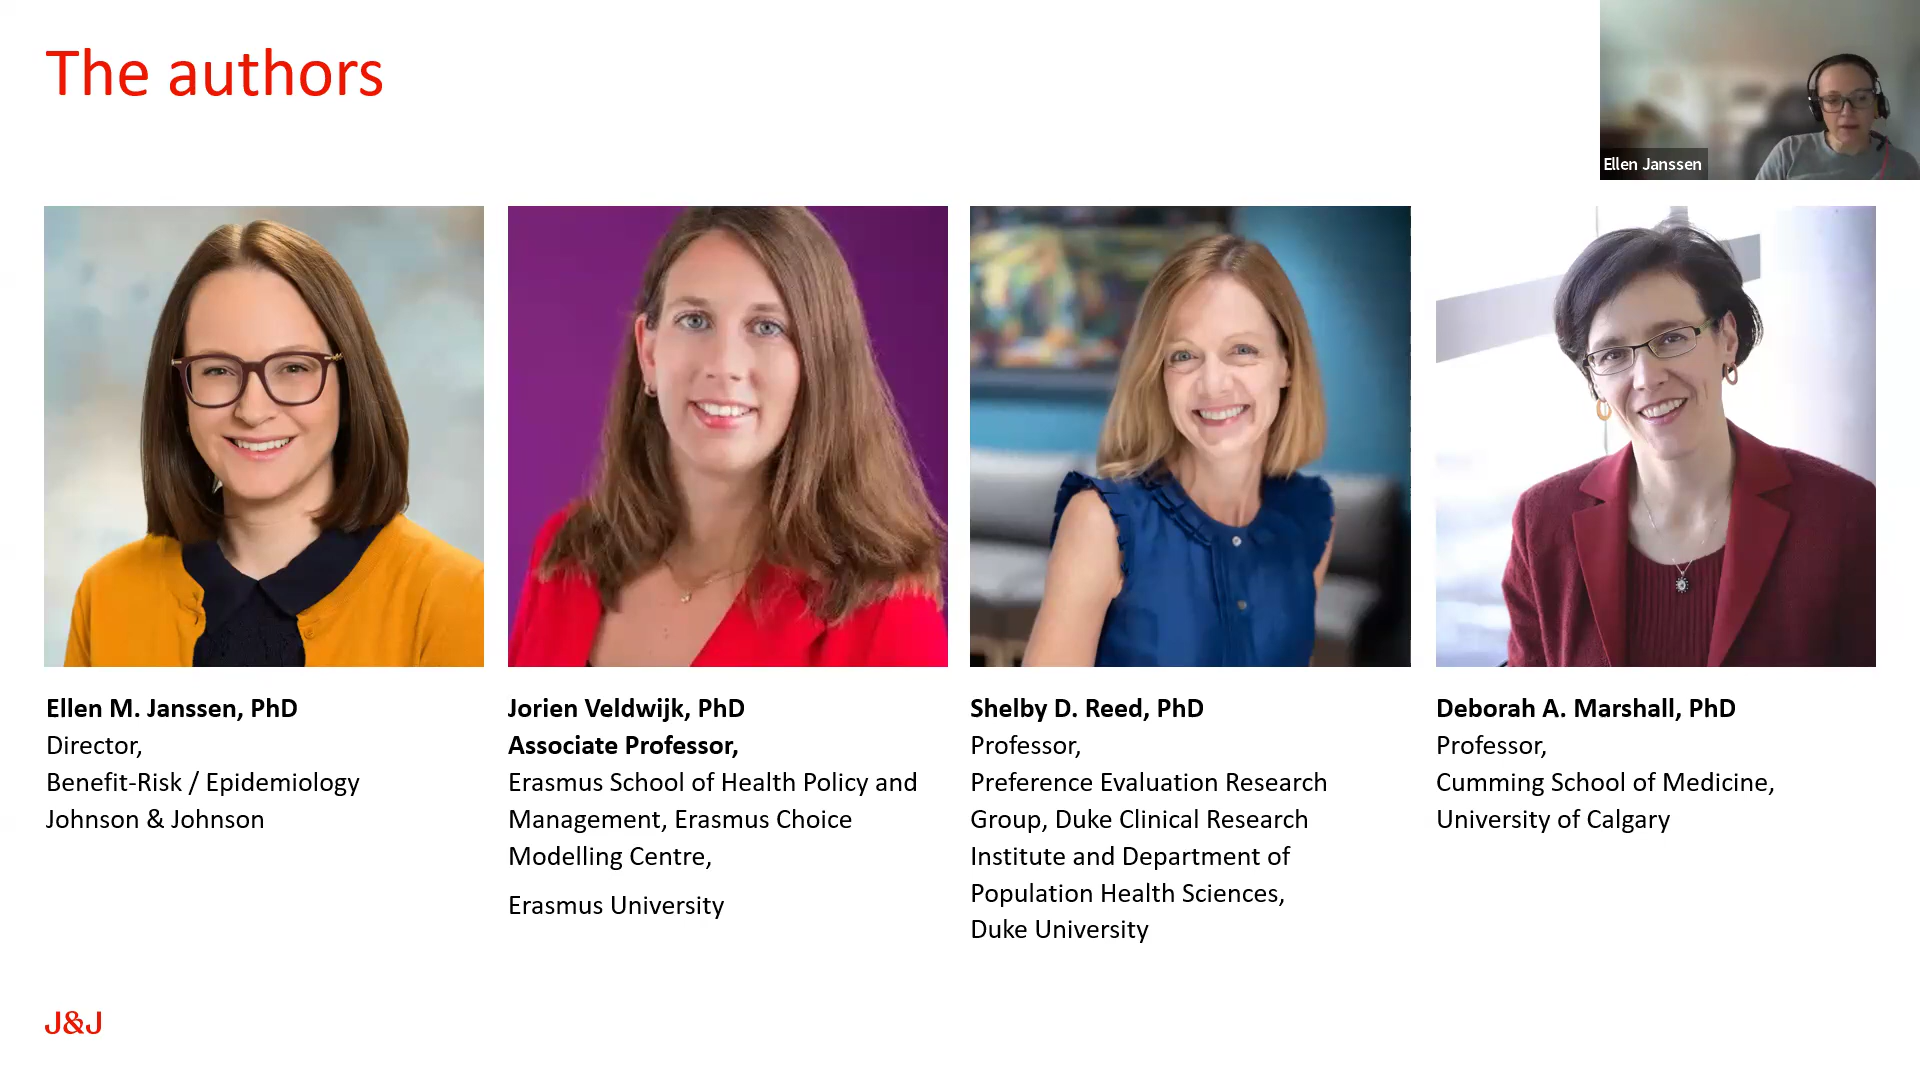 The authors
Ellen Janssen
Ellen M. Janssen, PhD
Director,
Benefit-Risk / Epidemiology
Johnson & Johnson
Jorien Veldwijk, PhD
Associate Professor,
Erasmus School of Health Policy and
Management, Erasmus Choice
Modelling Centre,
Erasmus University
Shelby D. Reed, PhD
Professor,
Preference Evaluation Research
Group, Duke Clinical Research
Institute and Department of
Population Health Sciences,
Duke University
Deborah A. Marshall, PhD
Professor,
Cumming School of Medicine,
University of Calgary
J&J